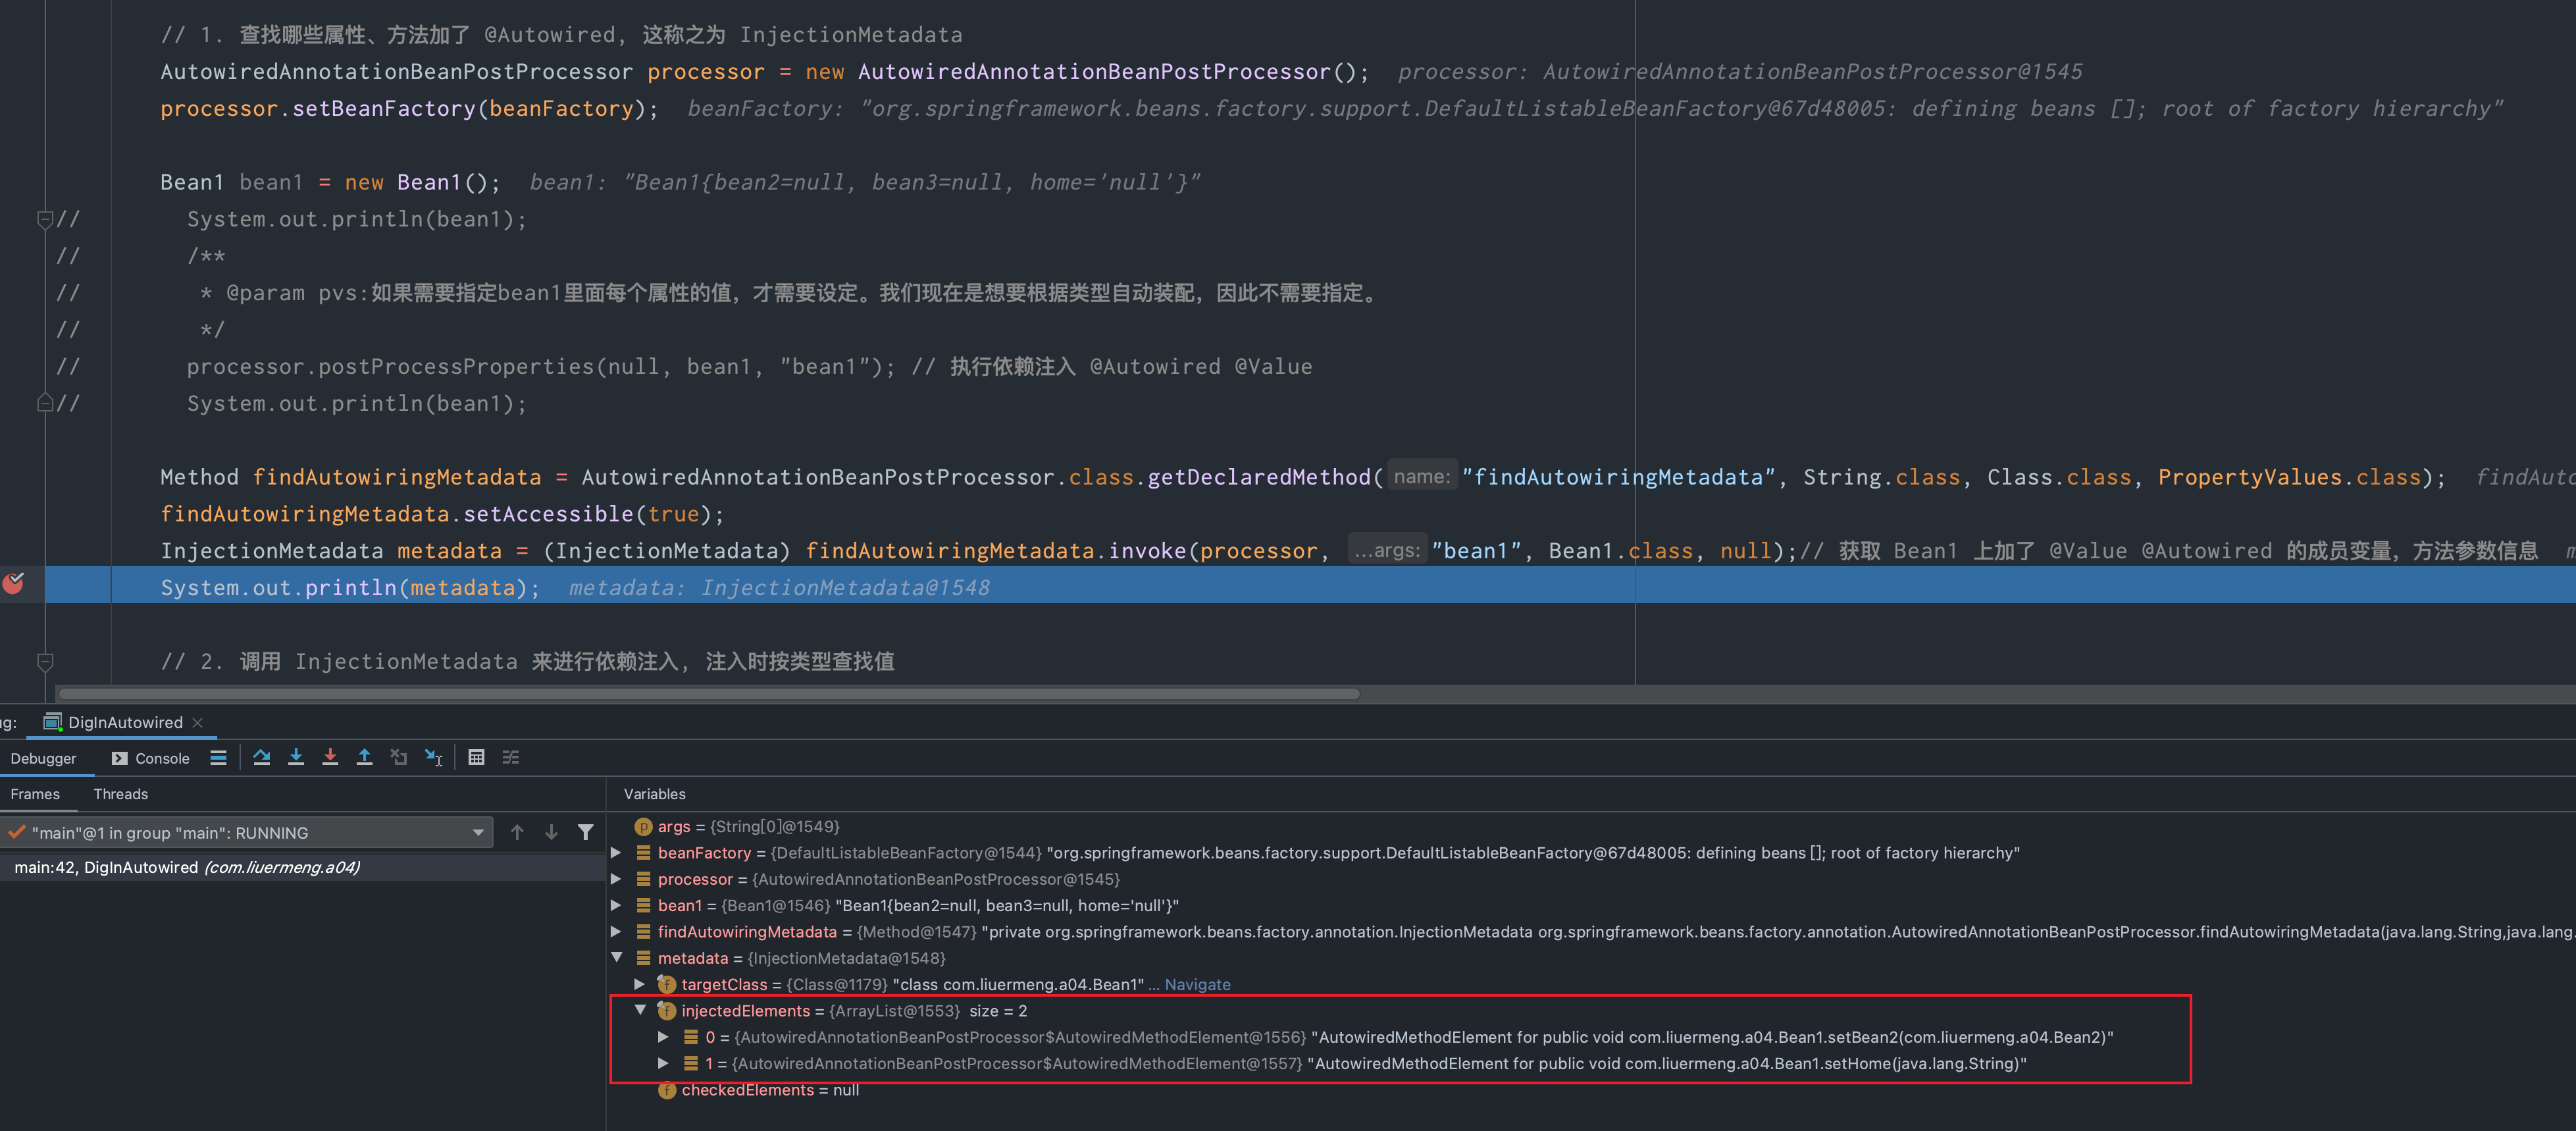 // 1. 查找哪些属性、方法加了 @Autowired, 这称之为 InjectionMetadata
AutowiredAnnotationBeanPostProcessor processor = new AutowiredAnnotationBeanPostProcessor(); processor: AutowiredAnnotationBeanPostProcessor@1545
processor.setBeanFactory(beanFactory); beanFactory: "org.springframework.beans.factory.support.DefaultListableBeanFactory@67d48005: defining beans []; root of factory hierarchy"
Bean1 bean1 = new Bean1(); bean1: "Bean1{bean2=null, bean3=null, home='null'}"
// System.out.println(bean1);
// /**
// * @param pvs:如果需要指定bean1里面每个属性的值，才需要设定。我们现在是想要根据类型自动装配，因此不需要指定。
// */
// processor.postProcessProperties(null, bean1, "bean1"); // 执行依赖注入 @Autowired @Value
// System.out.println(bean1);
Method findAutowiringMetadata = AutowiredAnnotationBeanPostProcessor.class.getDeclaredMethod( name: "findAutowiringMetadata", String.class, Class.class, PropertyValues.class); findAuto
findAutowiringMetadata.setAccessible(true);
InjectionMetadata metadata = (InjectionMetadata) findAutowiringMetadata.invoke(processor, ...args: "bean1", Bean1.class, null);// 获取 Bean1 上加了 @Value @Autowired 的成员变量，方法参数信息 m
System.out.println(metadata); metadata: InjectionMetadata@1548
// 2. 调用 InjectionMetadata 来进行依赖注入, 注入时按类型查找值
ug: DigInAutowired
Debugger Console
Frames Threads
Variables
"main"@1 in group "main": RUNNING
main:42, DigInAutowired (com.liuermeng.a04)
args = {String[0]@1549}
beanFactory = {DefaultListableBeanFactory@1544} "org.springframework.beans.factory.support.DefaultListableBeanFactory@67d48005: defining beans []; root of factory hierarchy"
processor = {AutowiredAnnotationBeanPostProcessor@1545}
bean1 = {Bean1@1546} "Bean1{bean2=null, bean3=null, home='null'}"
findAutowiringMetadata = {Method@1547} "private org.springframework.beans.factory.annotation.InjectionMetadata org.springframework.beans.factory.annotation.AutowiredAnnotationBeanPostProcessor.findAutowiringMetadata(java.lang.String,java.lang.
metadata = {InjectionMetadata@1548}
targetClass = {Class@1179} "class com.liuermeng.a04.Bean1" ... Navigate
injectedElements = {ArrayList@1553} size = 2
0 = {AutowiredAnnotationBeanPostProcessor$AutowiredMethodElement@1556} "AutowiredMethodElement for public void com.liuermeng.a04.Bean1.setBean2(com.liuermeng.a04.Bean2)"
1 = {AutowiredAnnotationBeanPostProcessor$AutowiredMethodElement@1557} "AutowiredMethodElement for public void com.liuermeng.a04.Bean1.setHome(java.lang.String)"
checkedElements = null